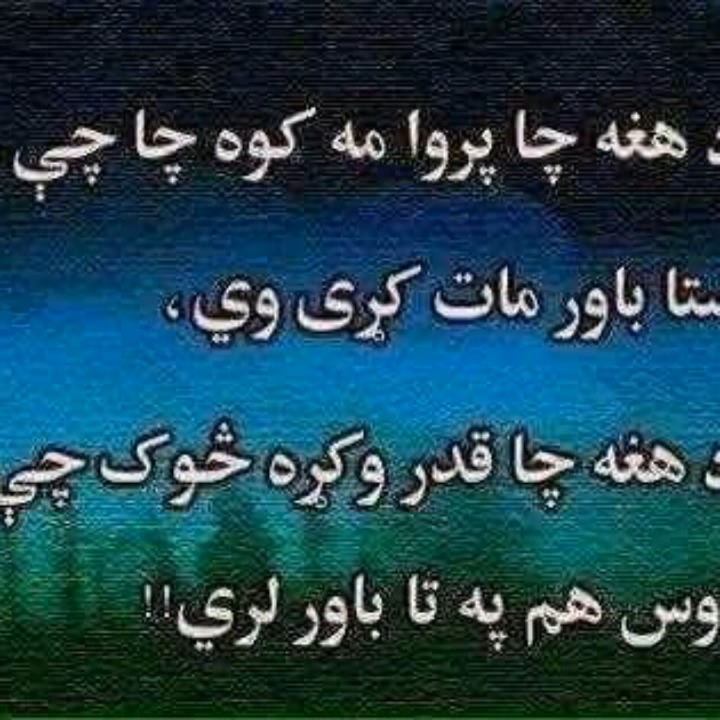 د هغه چا پروا مه کوه چا چې
ستا باور مات کړی وي،
د هغه چا قدر وکړه څوک چې
اوس هم په تا باور لري!!